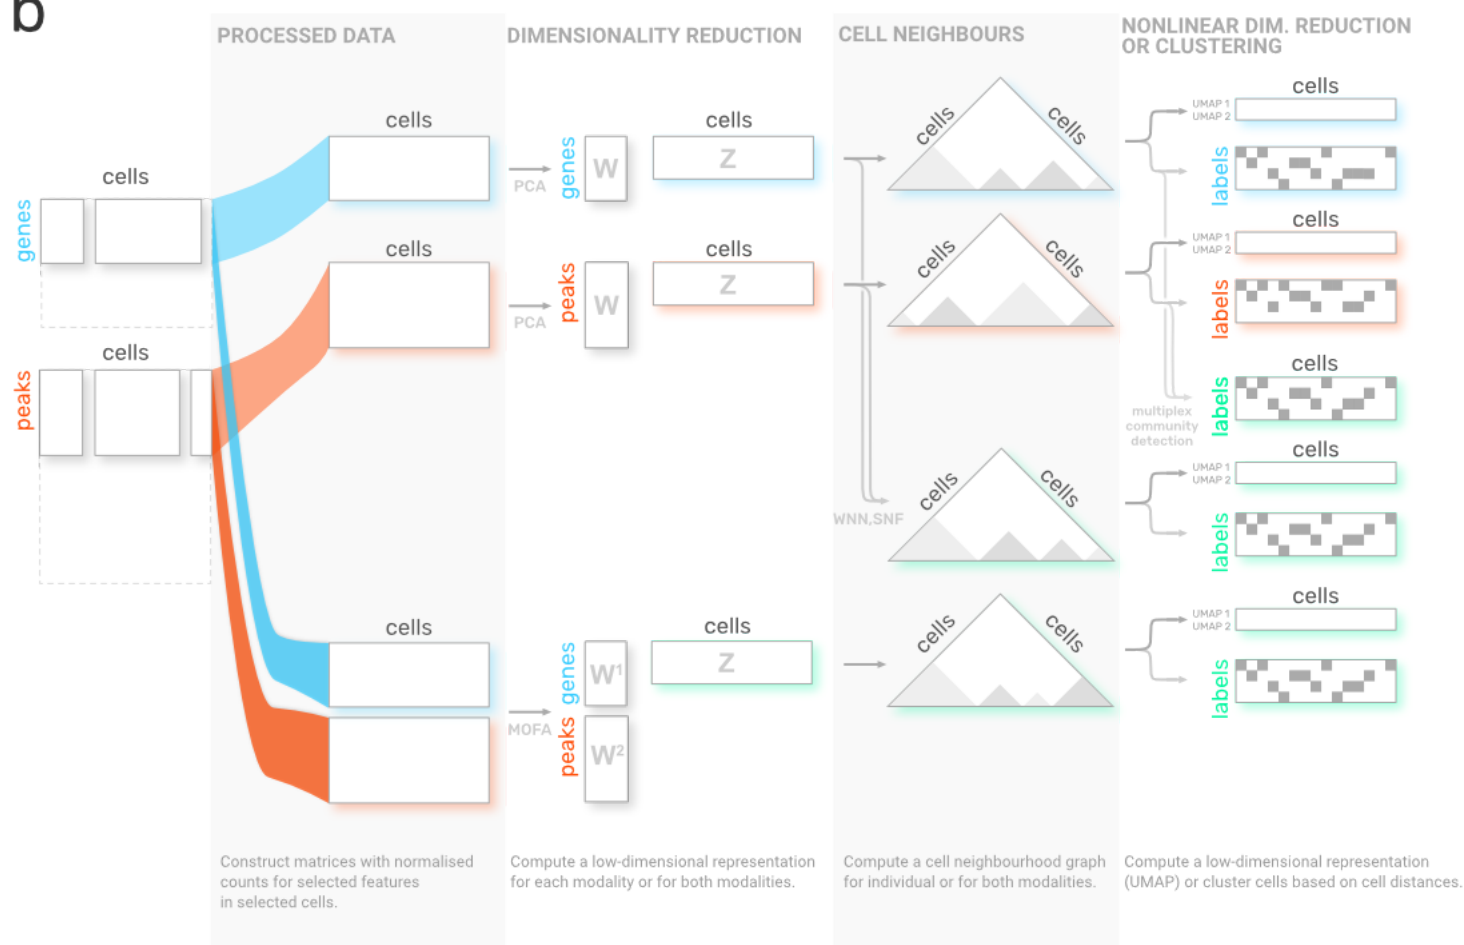 b
PROCESSED DATA
DIMENSIONALITY REDUCTION
CELL NEIGHBOURS
NONLINEAR DIM. REDUCTION
OR CLUSTERING
cells
genes
cells
peaks
cells
cells
PCA
genes
W
cells
Z
cells
cells
UMAP 1
UMAP 2
cells
labels
PCA
peaks
W
cells
Z
cells
cells
UMAP 1
UMAP 2
cells
labels
multiplex
community
detection
cells
labels
WNN,SNF
cells
cells
UMAP 1
UMAP 2
cells
labels
cells
MOFA
genes
W1
peaks
W2
cells
Z
cells
cells
UMAP 1
UMAP 2
cells
labels
Construct matrices with normalised
counts for selected features
in selected cells.
Compute a low-dimensional representation
for each modality or for both modalities.
Compute a cell neighbourhood graph
for individual or for both modalities.
Compute a low-dimensional representation
(UMAP) or cluster cells based on cell distances.